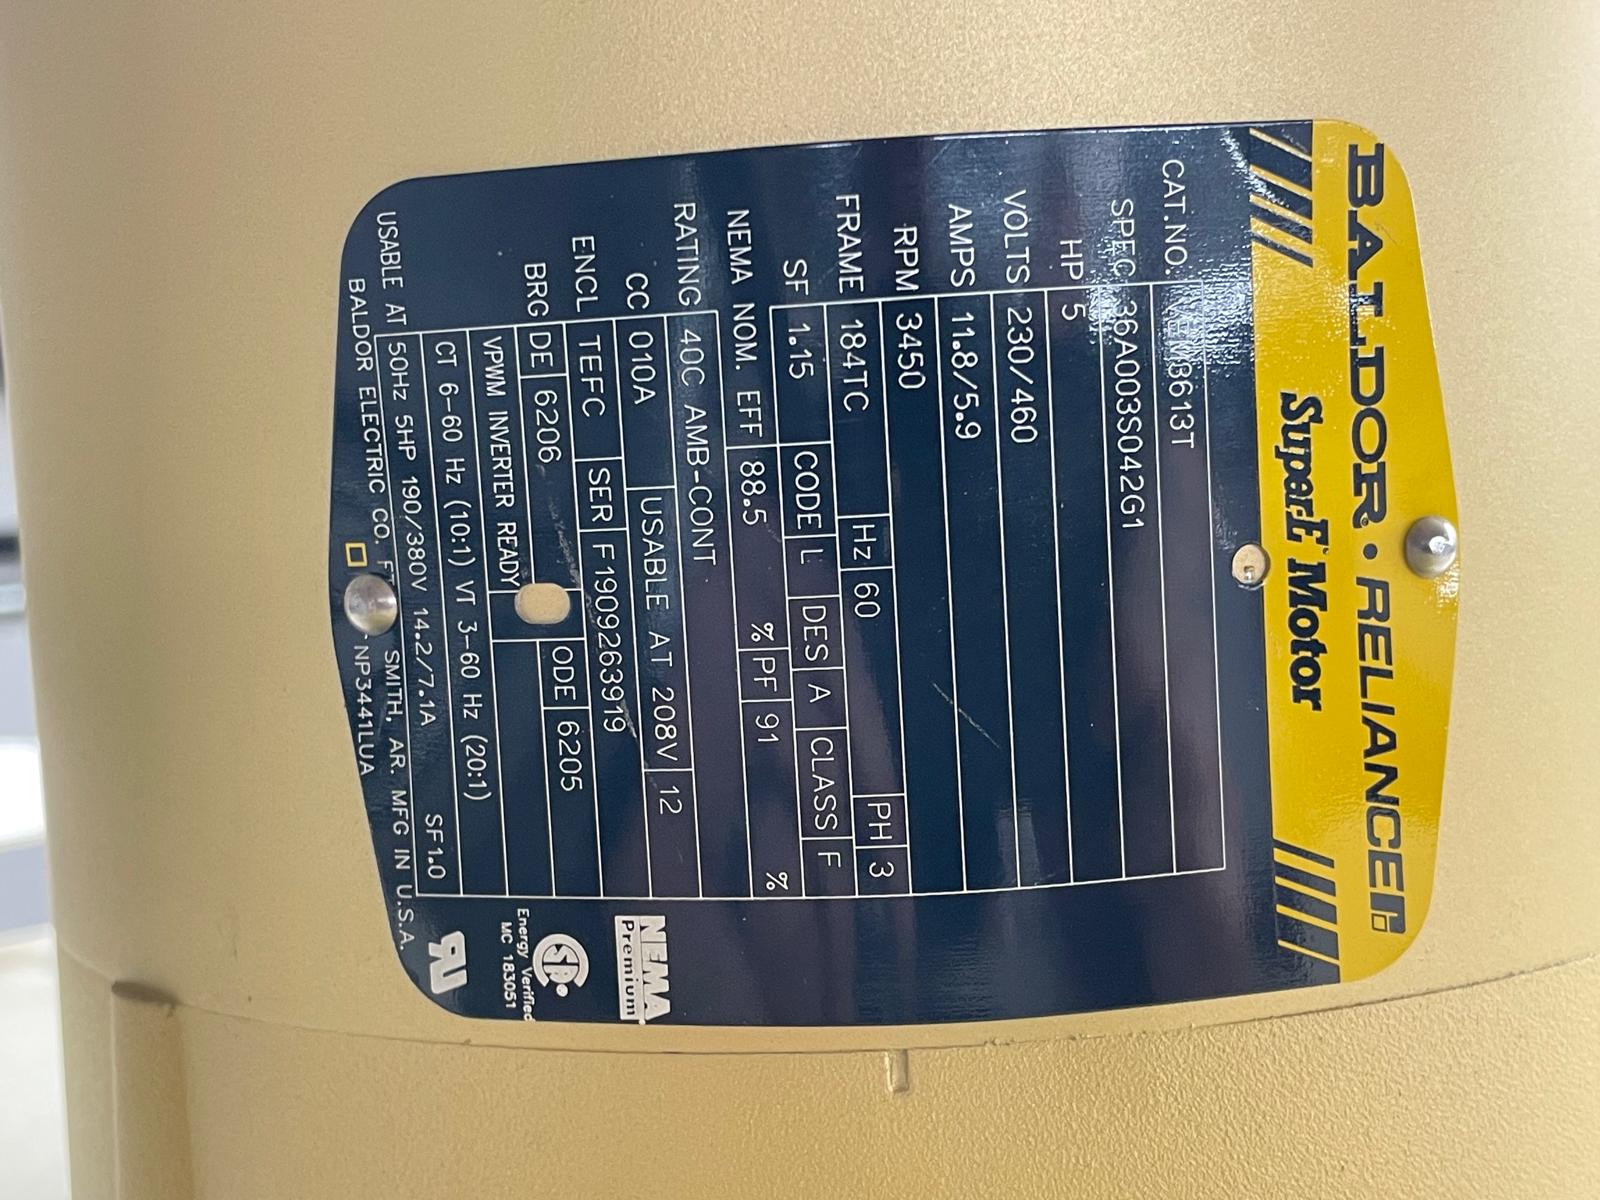 BALDOR • RELIANCER
SuperE Motor
CAT.NO.
SPEC. 36A003S042G1
HP 5
VOLTS 230/460
AMPS 11.8/5.9
RPM 3450
FRAME 184TC Hz 60 PH 3
SF 1.15 CODE L DES A CLASS F
NEMA NOM. EFF 88.5 % PF 91 %
RATING 40C AMB-CONT
CC 010A USABLE AT 208V 12
ENCL TEFC SER F1909263919
BRG DE 6206 ODE 6205
VPWM INVERTER READY
CT 6-60 Hz (10:1) VT 3-60 Hz (20:1)
USABLE AT 50Hz 5HP 190/380V 14.2/7.1A SF1.0
BALDOR ELECTRIC CO. SMITH, AR. MFG IN U.S.A.
NP3441LUA
NEMA
Premium
Energy Verified
MC 183051